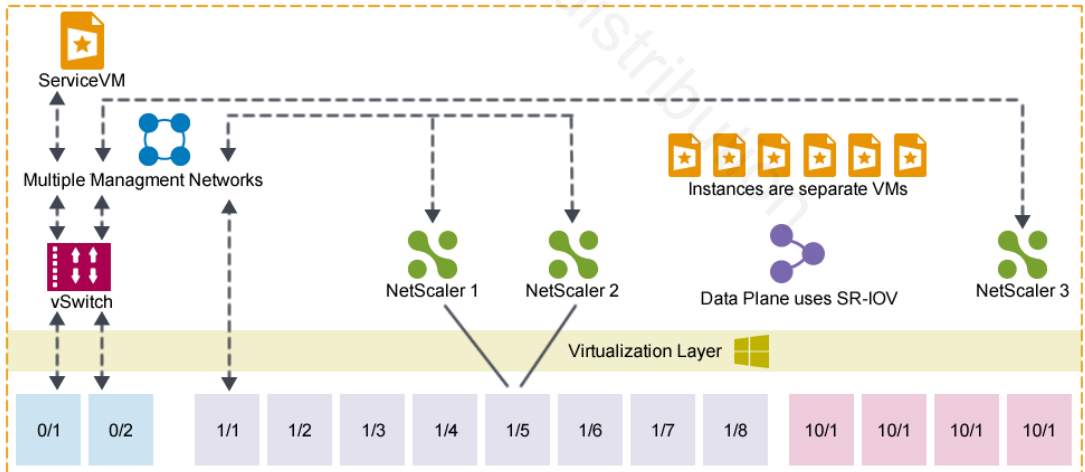 distribution
ServiceVM
Multiple Managment Networks
Instances are separate VMs
vSwitch
NetScaler 1
NetScaler 2
Data Plane uses SR-IOV
NetScaler 3
Virtualization Layer
0/1
0/2
1/1
1/2
1/3
1/4
1/5
1/6
1/7
1/8
10/1
10/1
10/1
10/1